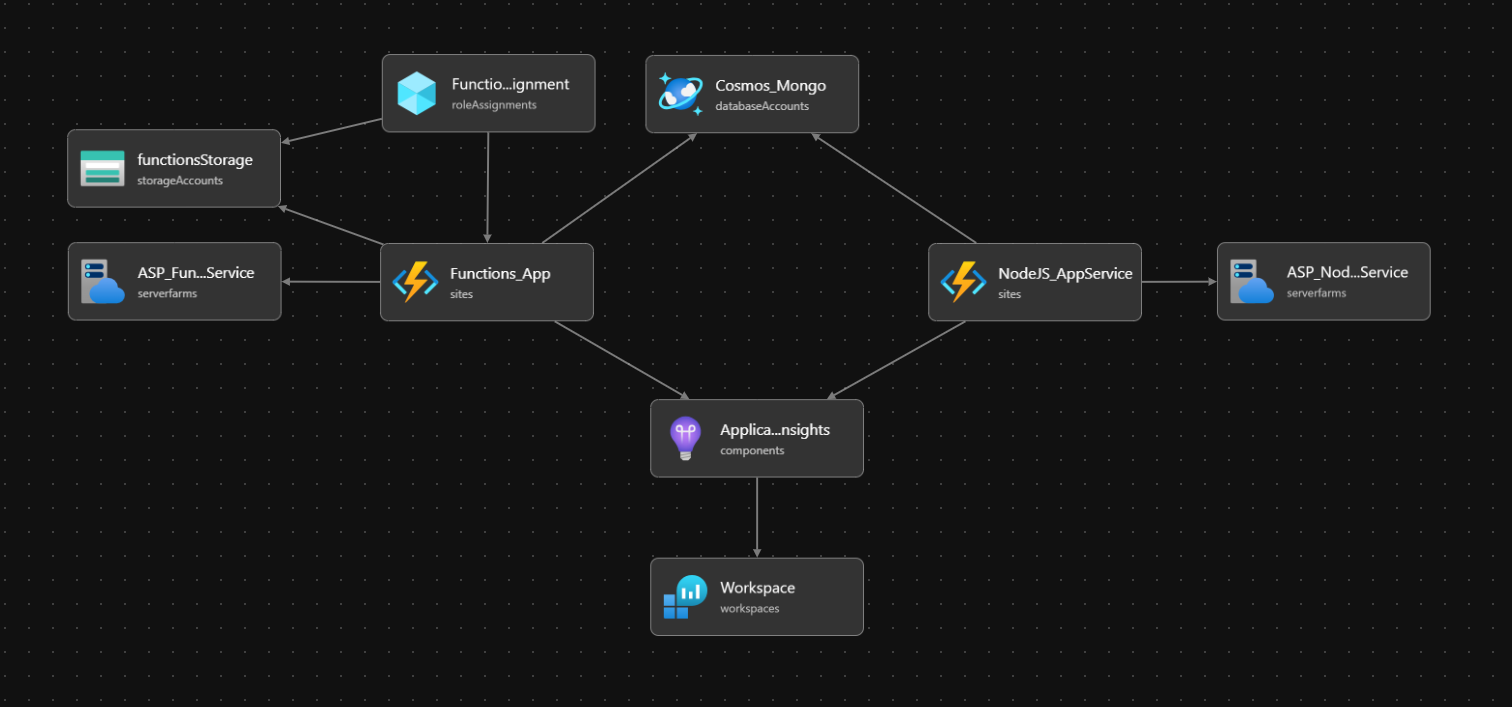 Functio...ignment
roleAssignments
Cosmos_Mongo
databaseAccounts
functionsStorage
storageAccounts
ASP_Fun...Service
serverfarms
Functions_App
sites
NodeJS_AppService
sites
ASP_Nod...Service
serverfarms
Applica...nsights
components
Workspace
workspaces